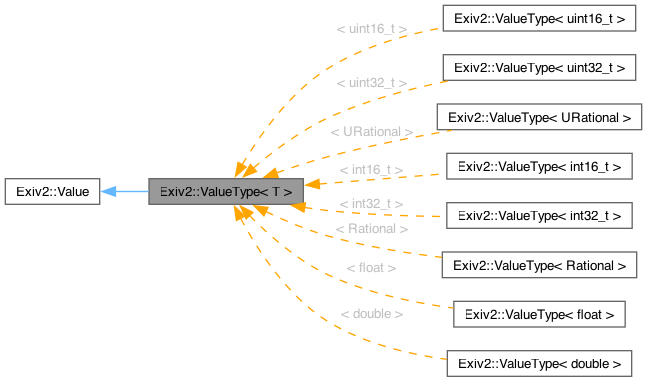 Exiv2::Value
Exiv2::ValueType< T >
< uint16_t >
Exiv2::ValueType< uint16_t >
< uint32_t >
Exiv2::ValueType< uint32_t >
< URational >
Exiv2::ValueType< URational >
< int16_t >
Exiv2::ValueType< int16_t >
< int32_t >
Exiv2::ValueType< int32_t >
< Rational >
Exiv2::ValueType< Rational >
< float >
Exiv2::ValueType< float >
< double >
Exiv2::ValueType< double >